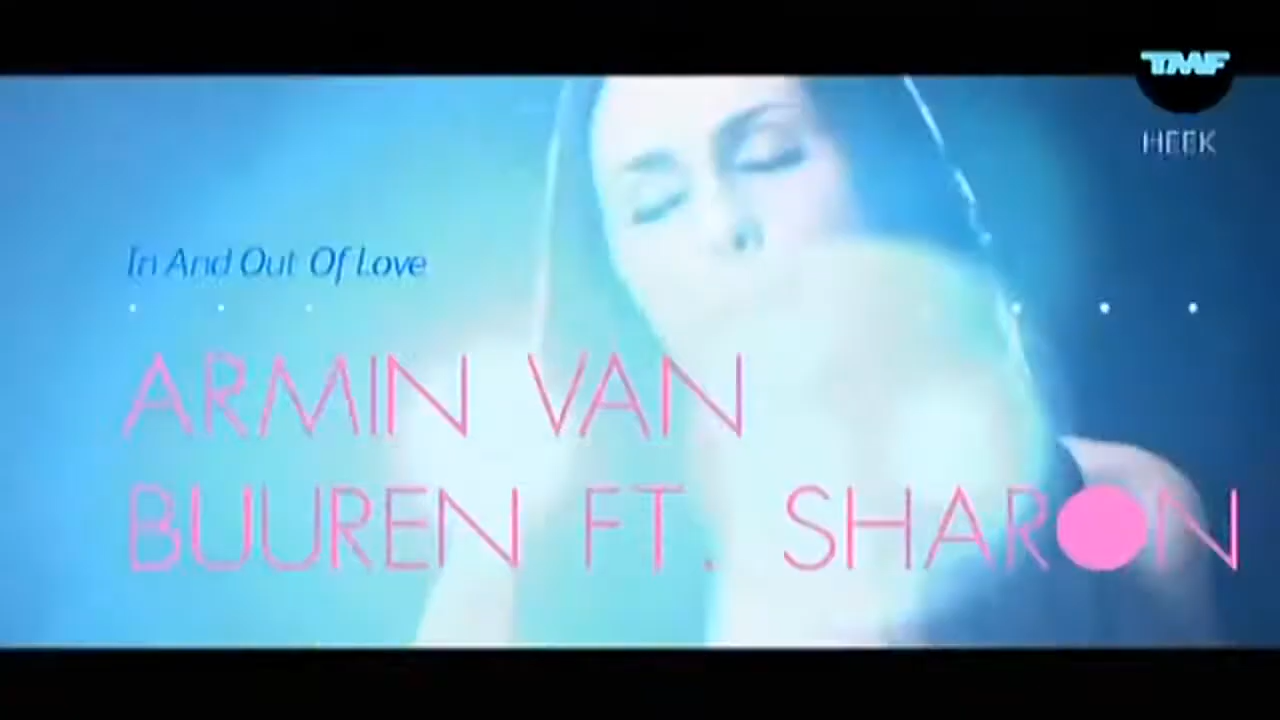 TMF
HEEK
In And Out Of Love
ARMIN VAN
BUUREN FT. SHARON